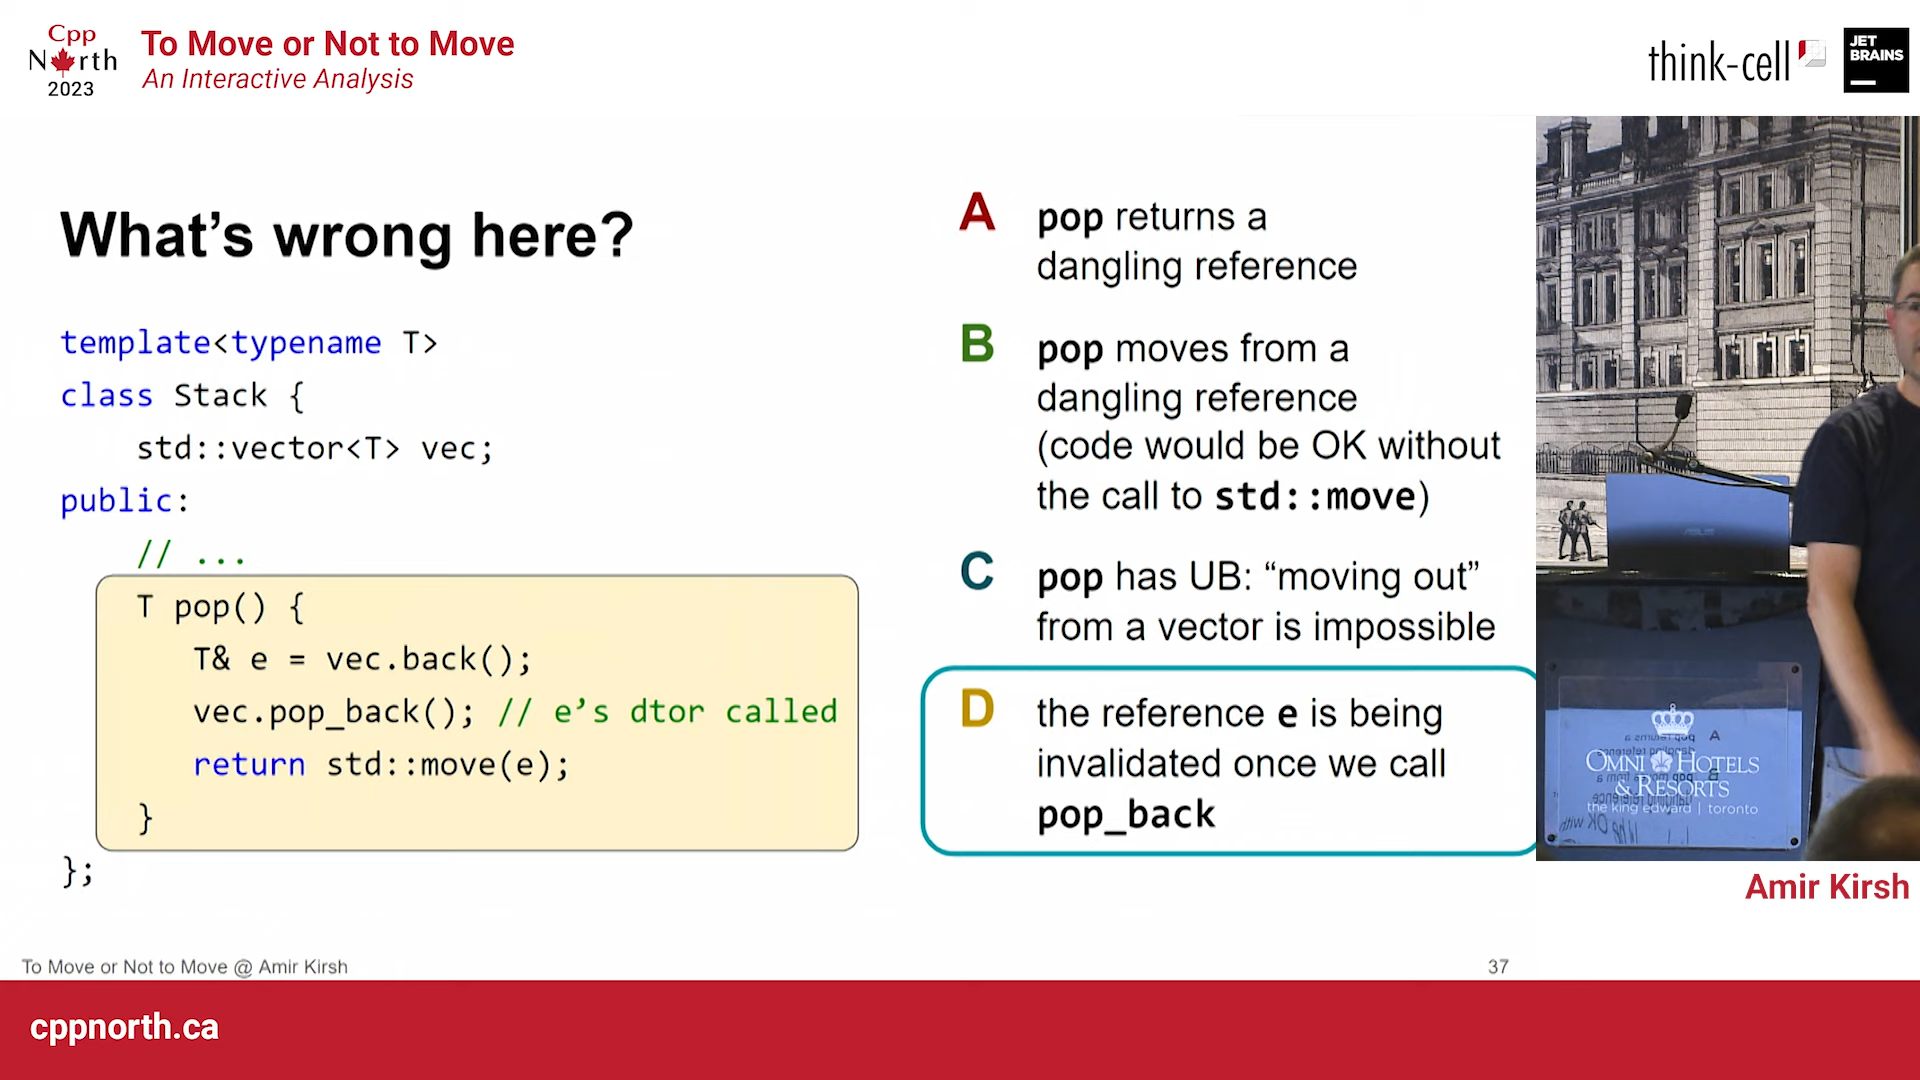 Cpp
North
2023
To Move or Not to Move
An Interactive Analysis
think-cell
JET
BRAINS
What's wrong here?
template<typename T>
class Stack {
std::vector<T> vec;
public:
// ...
T pop() {
T& e = vec.back();
vec.pop_back(); // e's dtor called
return std::move(e);
}
};
A pop returns a
dangling reference
B pop moves from a
dangling reference
(code would be OK without
the call to std::move)
C pop has UB: “moving out”
from a vector is impossible
D the reference e is being
invalidated once we call
pop_back
ASUS
OMNI HOTELS
& RESORTS
the king edward | toronto
Amir Kirsh
To Move or Not to Move @ Amir Kirsh
37
cppnorth.ca